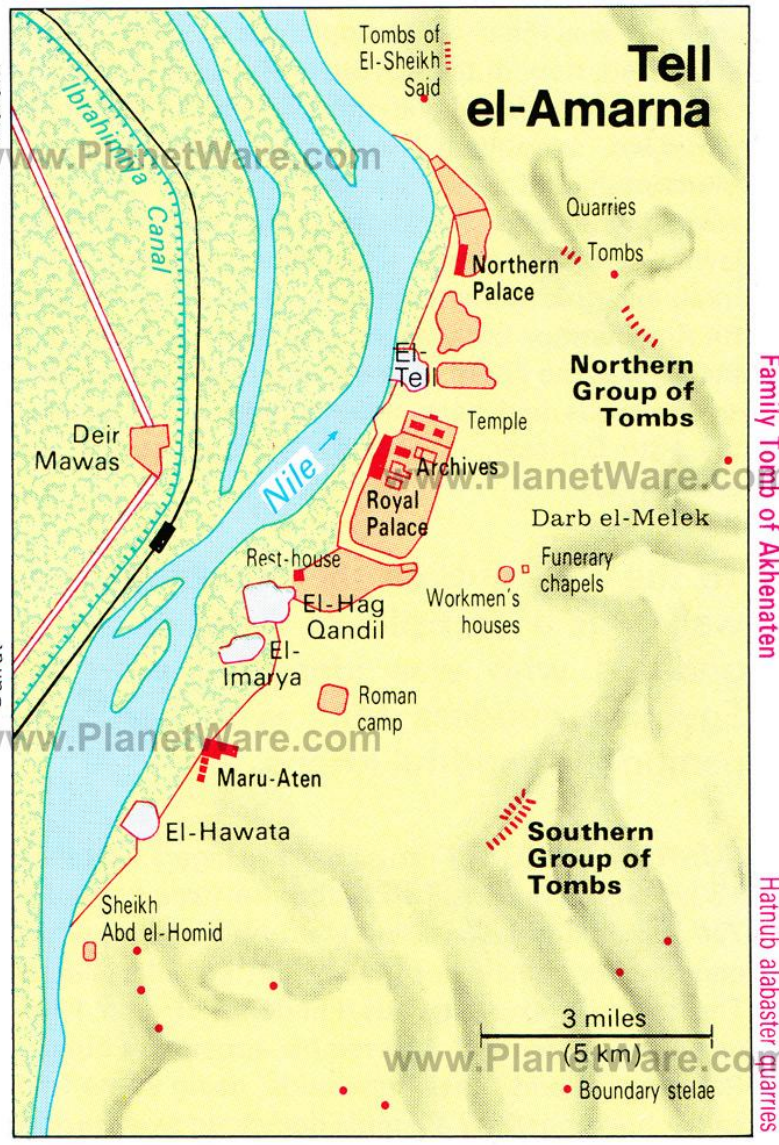 Tell
el-Amarna
Tombs of
El-Sheikh
Said
Ibrahimiya Canal
www.PlanetWare.com
Quarries
Tombs
Northern
Palace
El-
Tell
Northern
Group of
Tombs
Family Tomb of Akhenaten
Deir
Mawas
Nile
Temple
Archives
www.PlanetWare.com
Royal
Palace
Darb el-Melek
Rest-house
Funerary
chapels
Workmen's
houses
El-Hag
Qandil
El-
Imarya
Roman
camp
www.PlanetWare.com
Maru-Aten
El-Hawata
Southern
Group of
Tombs
Hatnub alabaster quarries
Sheikh
Abd el-Homid
3 miles
(5 km)
www.PlanetWare.com
Boundary stelae